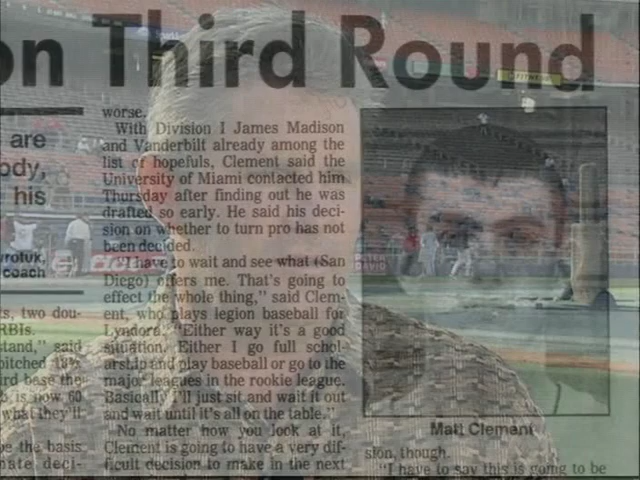 on Third Round
are
ody,
his
coach
ts, two dou-
RBIs.
stand," said
pitched 18⅔
ird base the
is now 60
what they'll
be the basis
nate deci-
worse.
With Division I James Madison
and Vanderbilt already among the
list of hopefuls, Clement said the
University of Miami contacted him
Thursday after finding out he was
drafted so early. He said his deci-
sion on whether to turn pro has not
been decided.
"I have to wait and see what (San
Diego) offers me. That's going to
effect the whole thing," said Clem-
ent, who plays legion baseball for
Lyndora. "Either way it's a good
situation. Either I go full schol-
arship and play baseball or go to the
major leagues in the rookie league.
Basically I'll just sit and wait it out
and wait until it's all on the table."
No matter how you look at it,
Clement is going to have a very dif-
ficult decision to make in the next
Matt Clement
sion, though.
"I have to say this is going to be